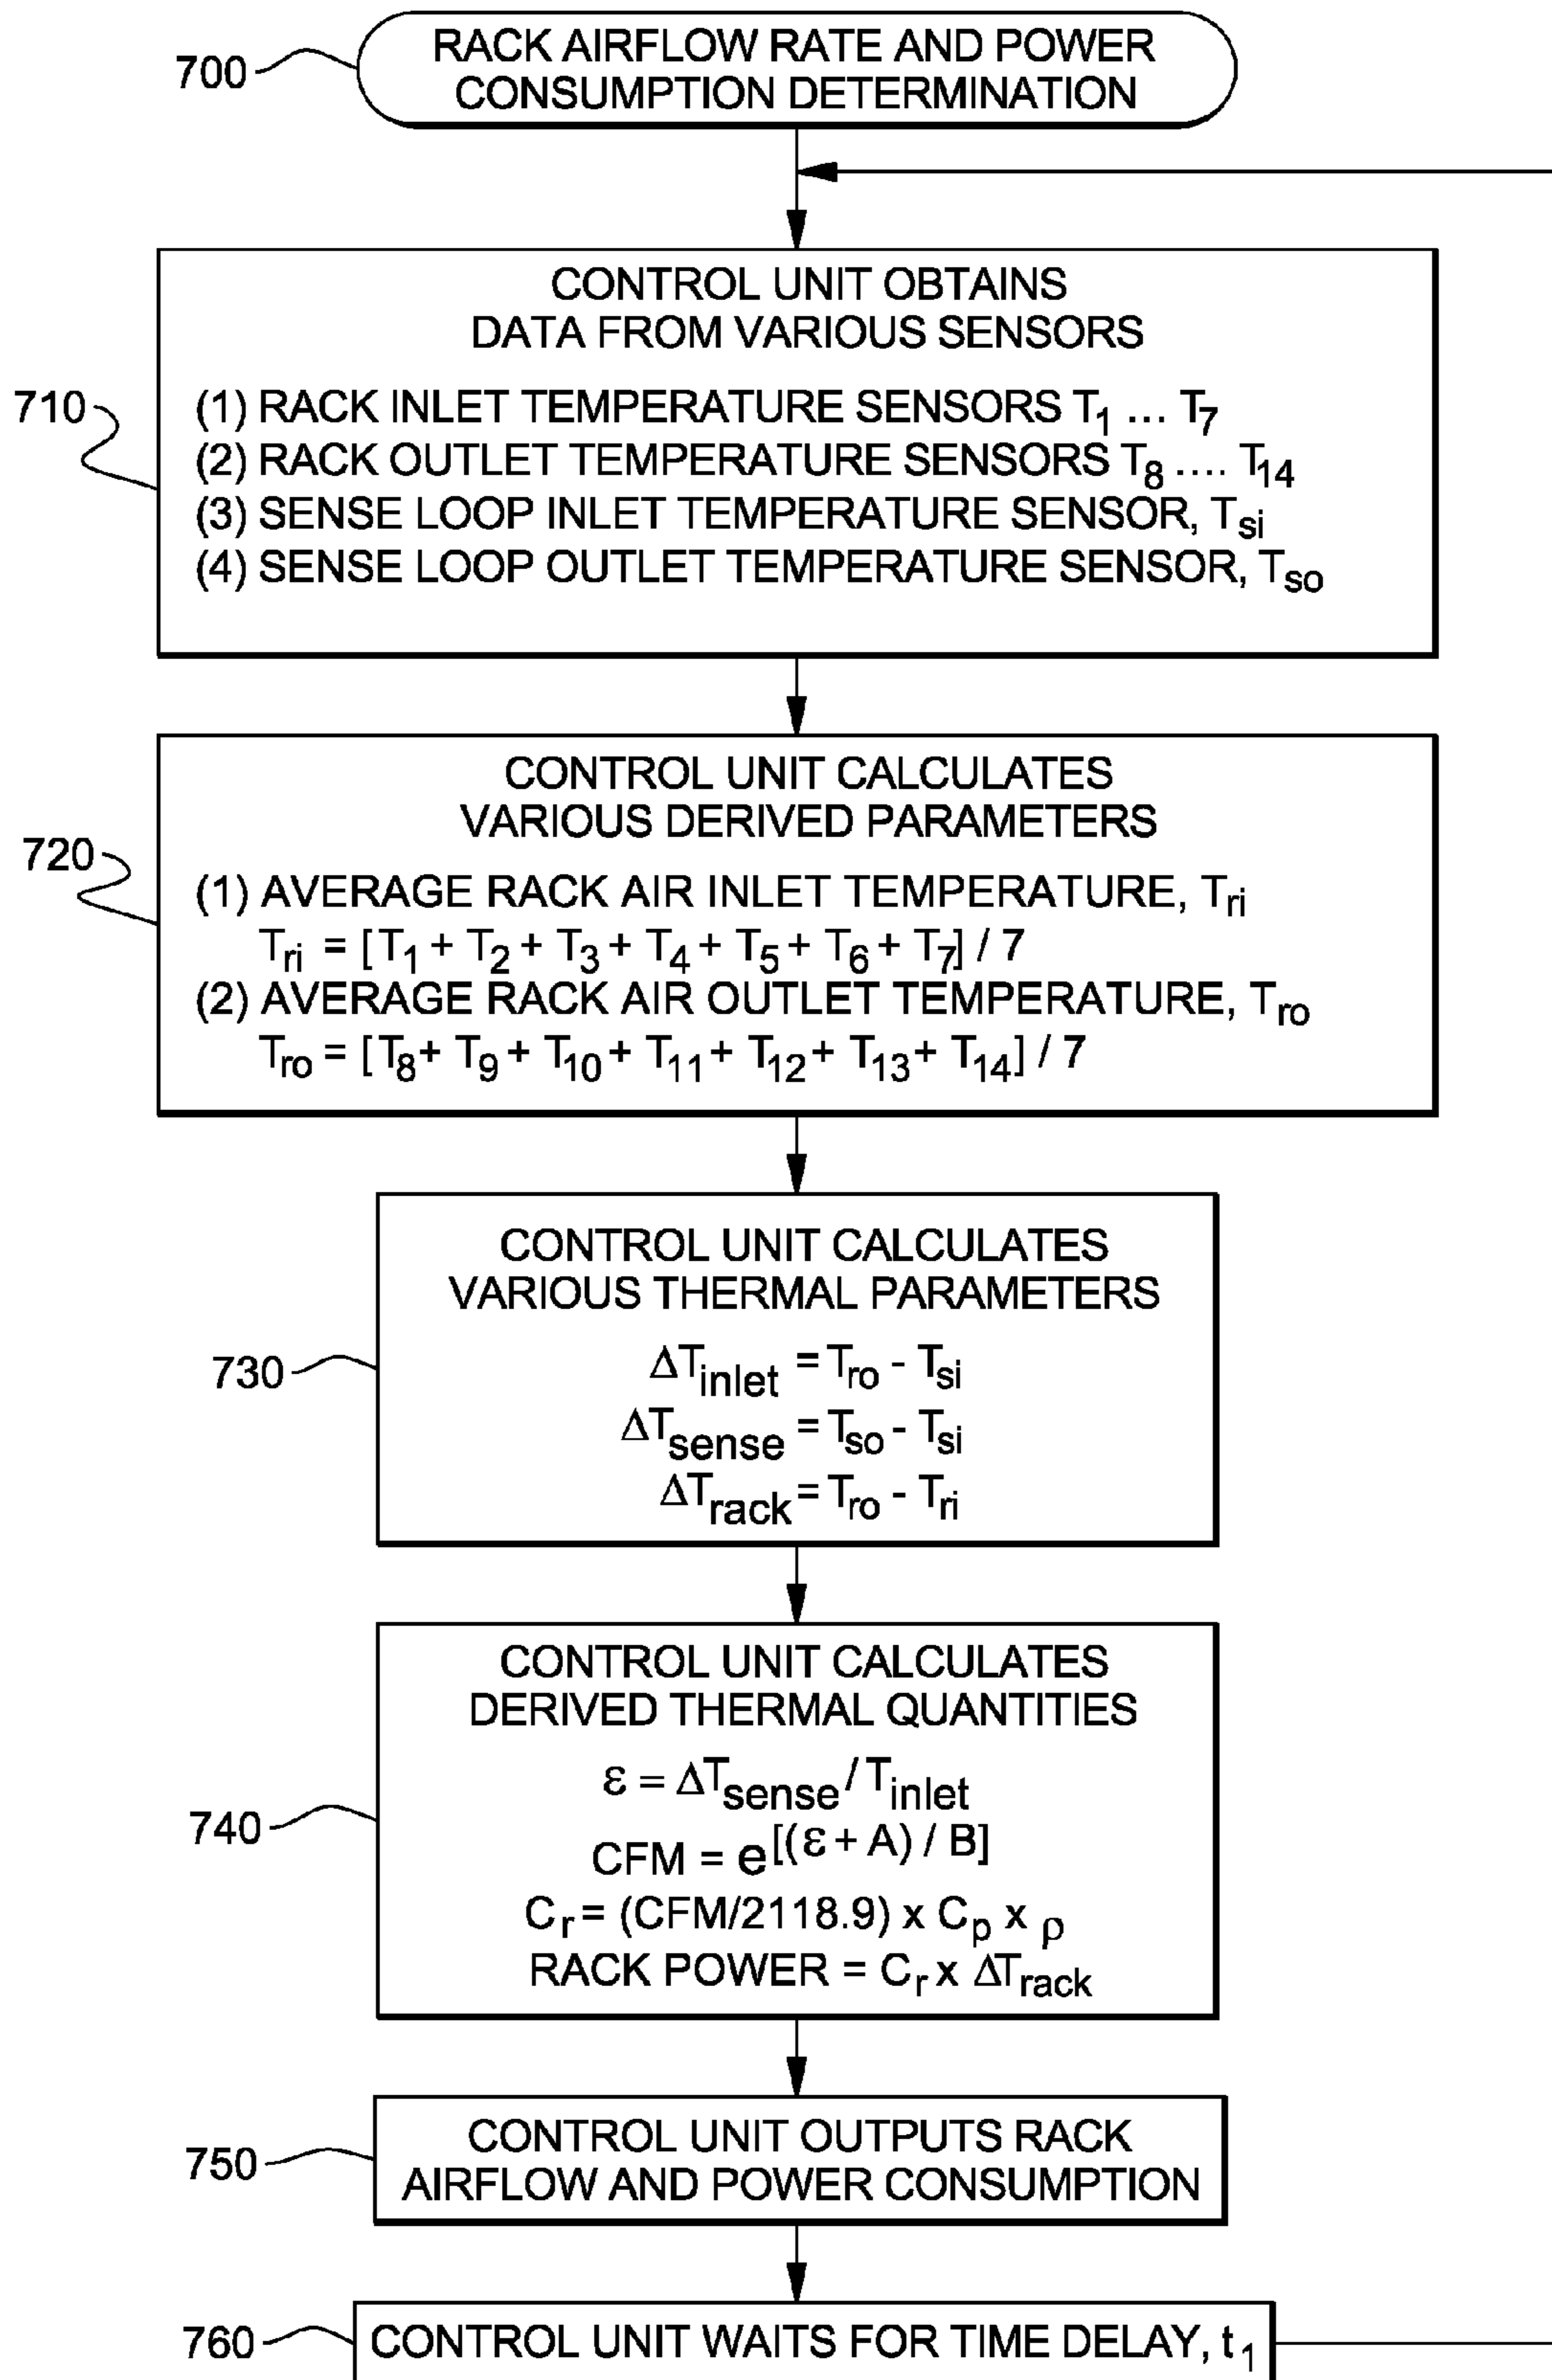 700
RACK AIRFLOW RATE AND POWER
CONSUMPTION DETERMINATION
CONTROL UNIT OBTAINS
DATA FROM VARIOUS SENSORS
710
(1) RACK INLET TEMPERATURE SENSORS T1 ... T7
(2) RACK OUTLET TEMPERATURE SENSORS T8 .... T14
(3) SENSE LOOP INLET TEMPERATURE SENSOR, Tsi
(4) SENSE LOOP OUTLET TEMPERATURE SENSOR, Tso
CONTROL UNIT CALCULATES
VARIOUS DERIVED PARAMETERS
720
(1) AVERAGE RACK AIR INLET TEMPERATURE, Tri
Tri = [T1 + T2 + T3 + T4 + T5 + T6 + T7] / 7
(2) AVERAGE RACK AIR OUTLET TEMPERATURE, Tro
Tro = [T8 + T9 + T10 + T11 + T12 + T13 + T14] / 7
CONTROL UNIT CALCULATES
VARIOUS THERMAL PARAMETERS
730
ΔTinlet = Tro - Tsi
ΔTsense = Tso - Tsi
ΔTrack = Tro - Tri
CONTROL UNIT CALCULATES
DERIVED THERMAL QUANTITIES
740
ε = ΔTsense / Tinlet
CFM = e[(ε + A) / B]
Cr = (CFM/2118.9) x Cp x ρ
RACK POWER = Cr x ΔTrack
750
CONTROL UNIT OUTPUTS RACK
AIRFLOW AND POWER CONSUMPTION
760
CONTROL UNIT WAITS FOR TIME DELAY, t1